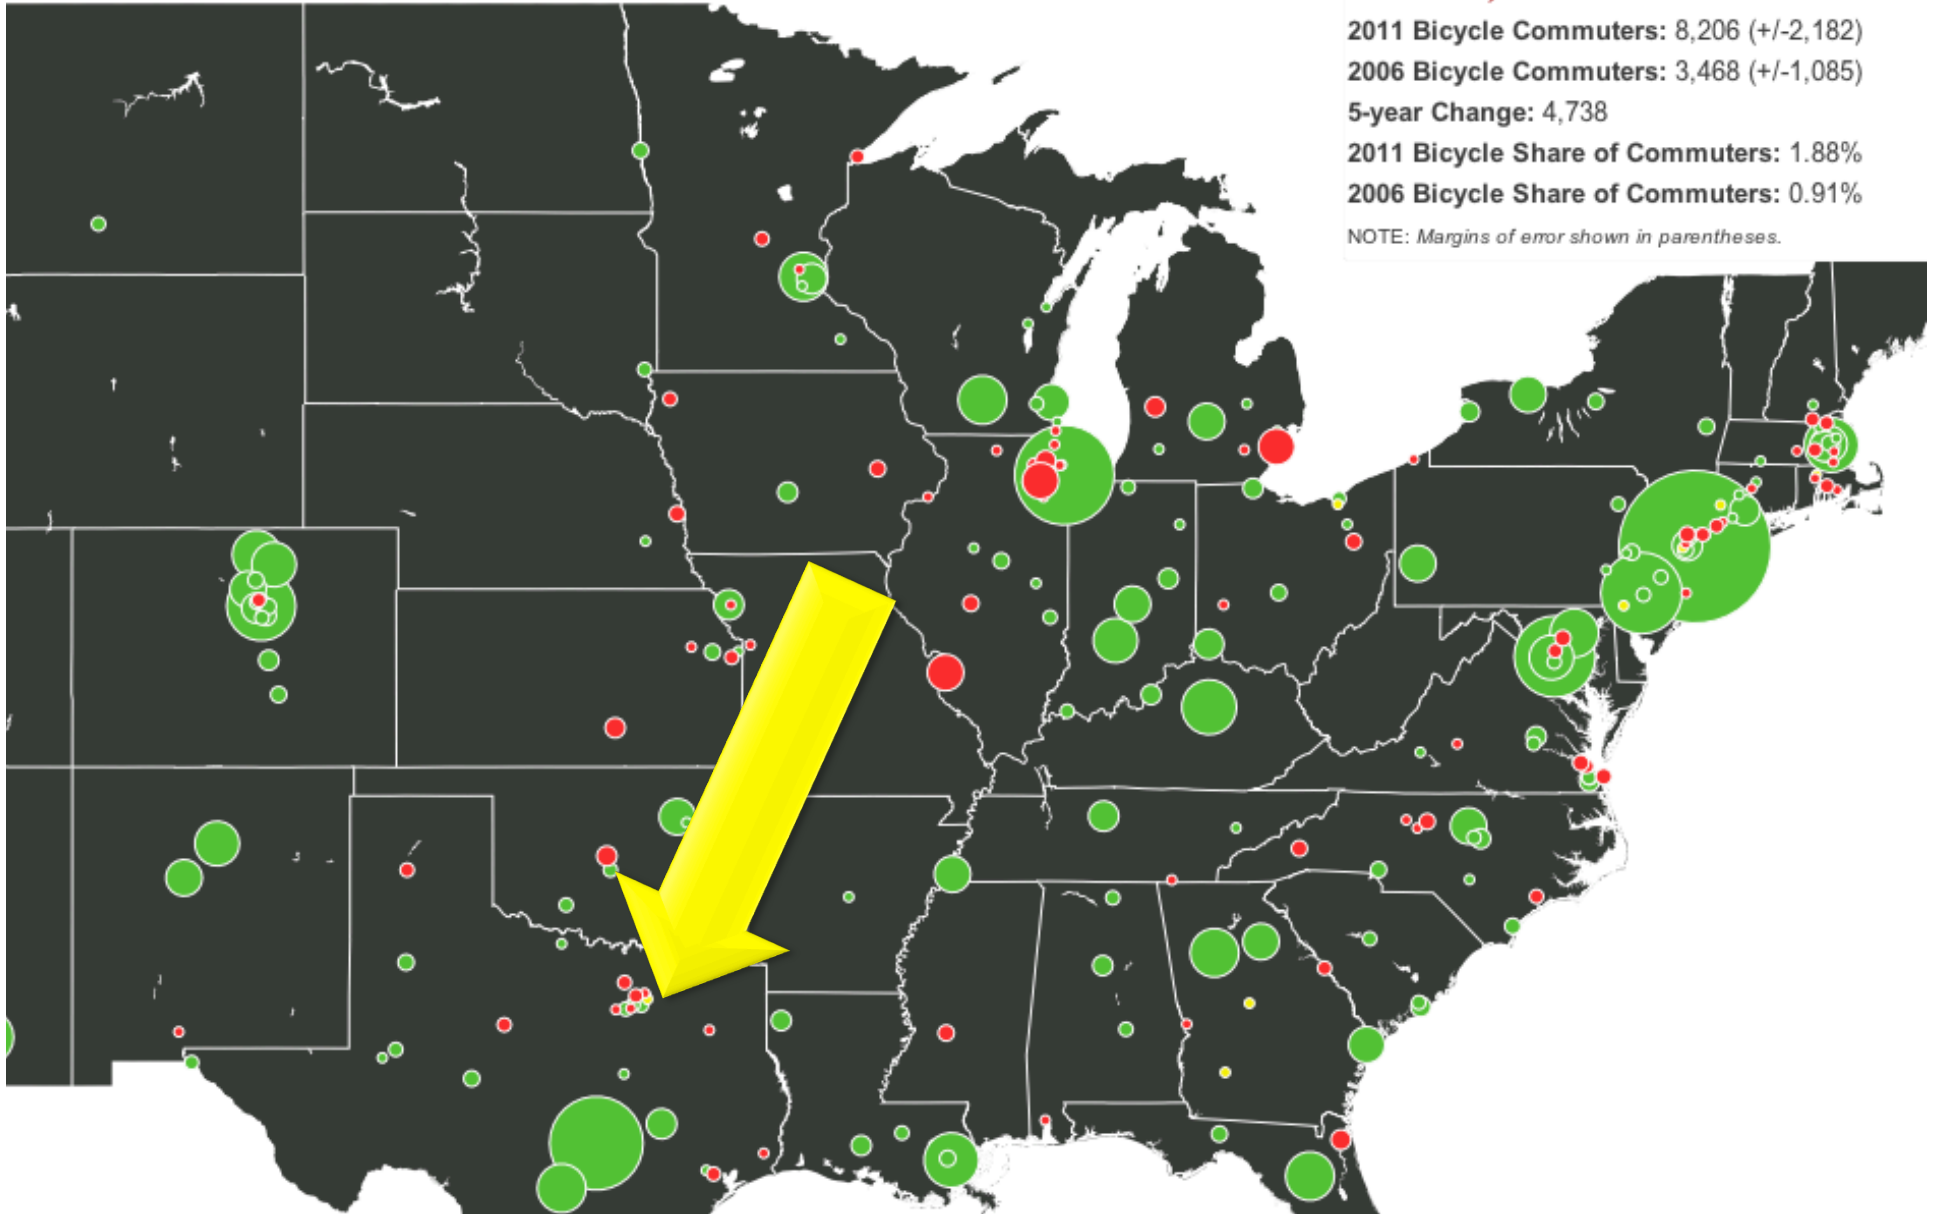 2011 Bicycle Commuters: 8,206 (+/-2,182)
2006 Bicycle Commuters: 3,468 (+/-1,085)
5-year Change: 4,738
2011 Bicycle Share of Commuters: 1.88%
2006 Bicycle Share of Commuters: 0.91%
NOTE: Margins of error shown in parentheses.